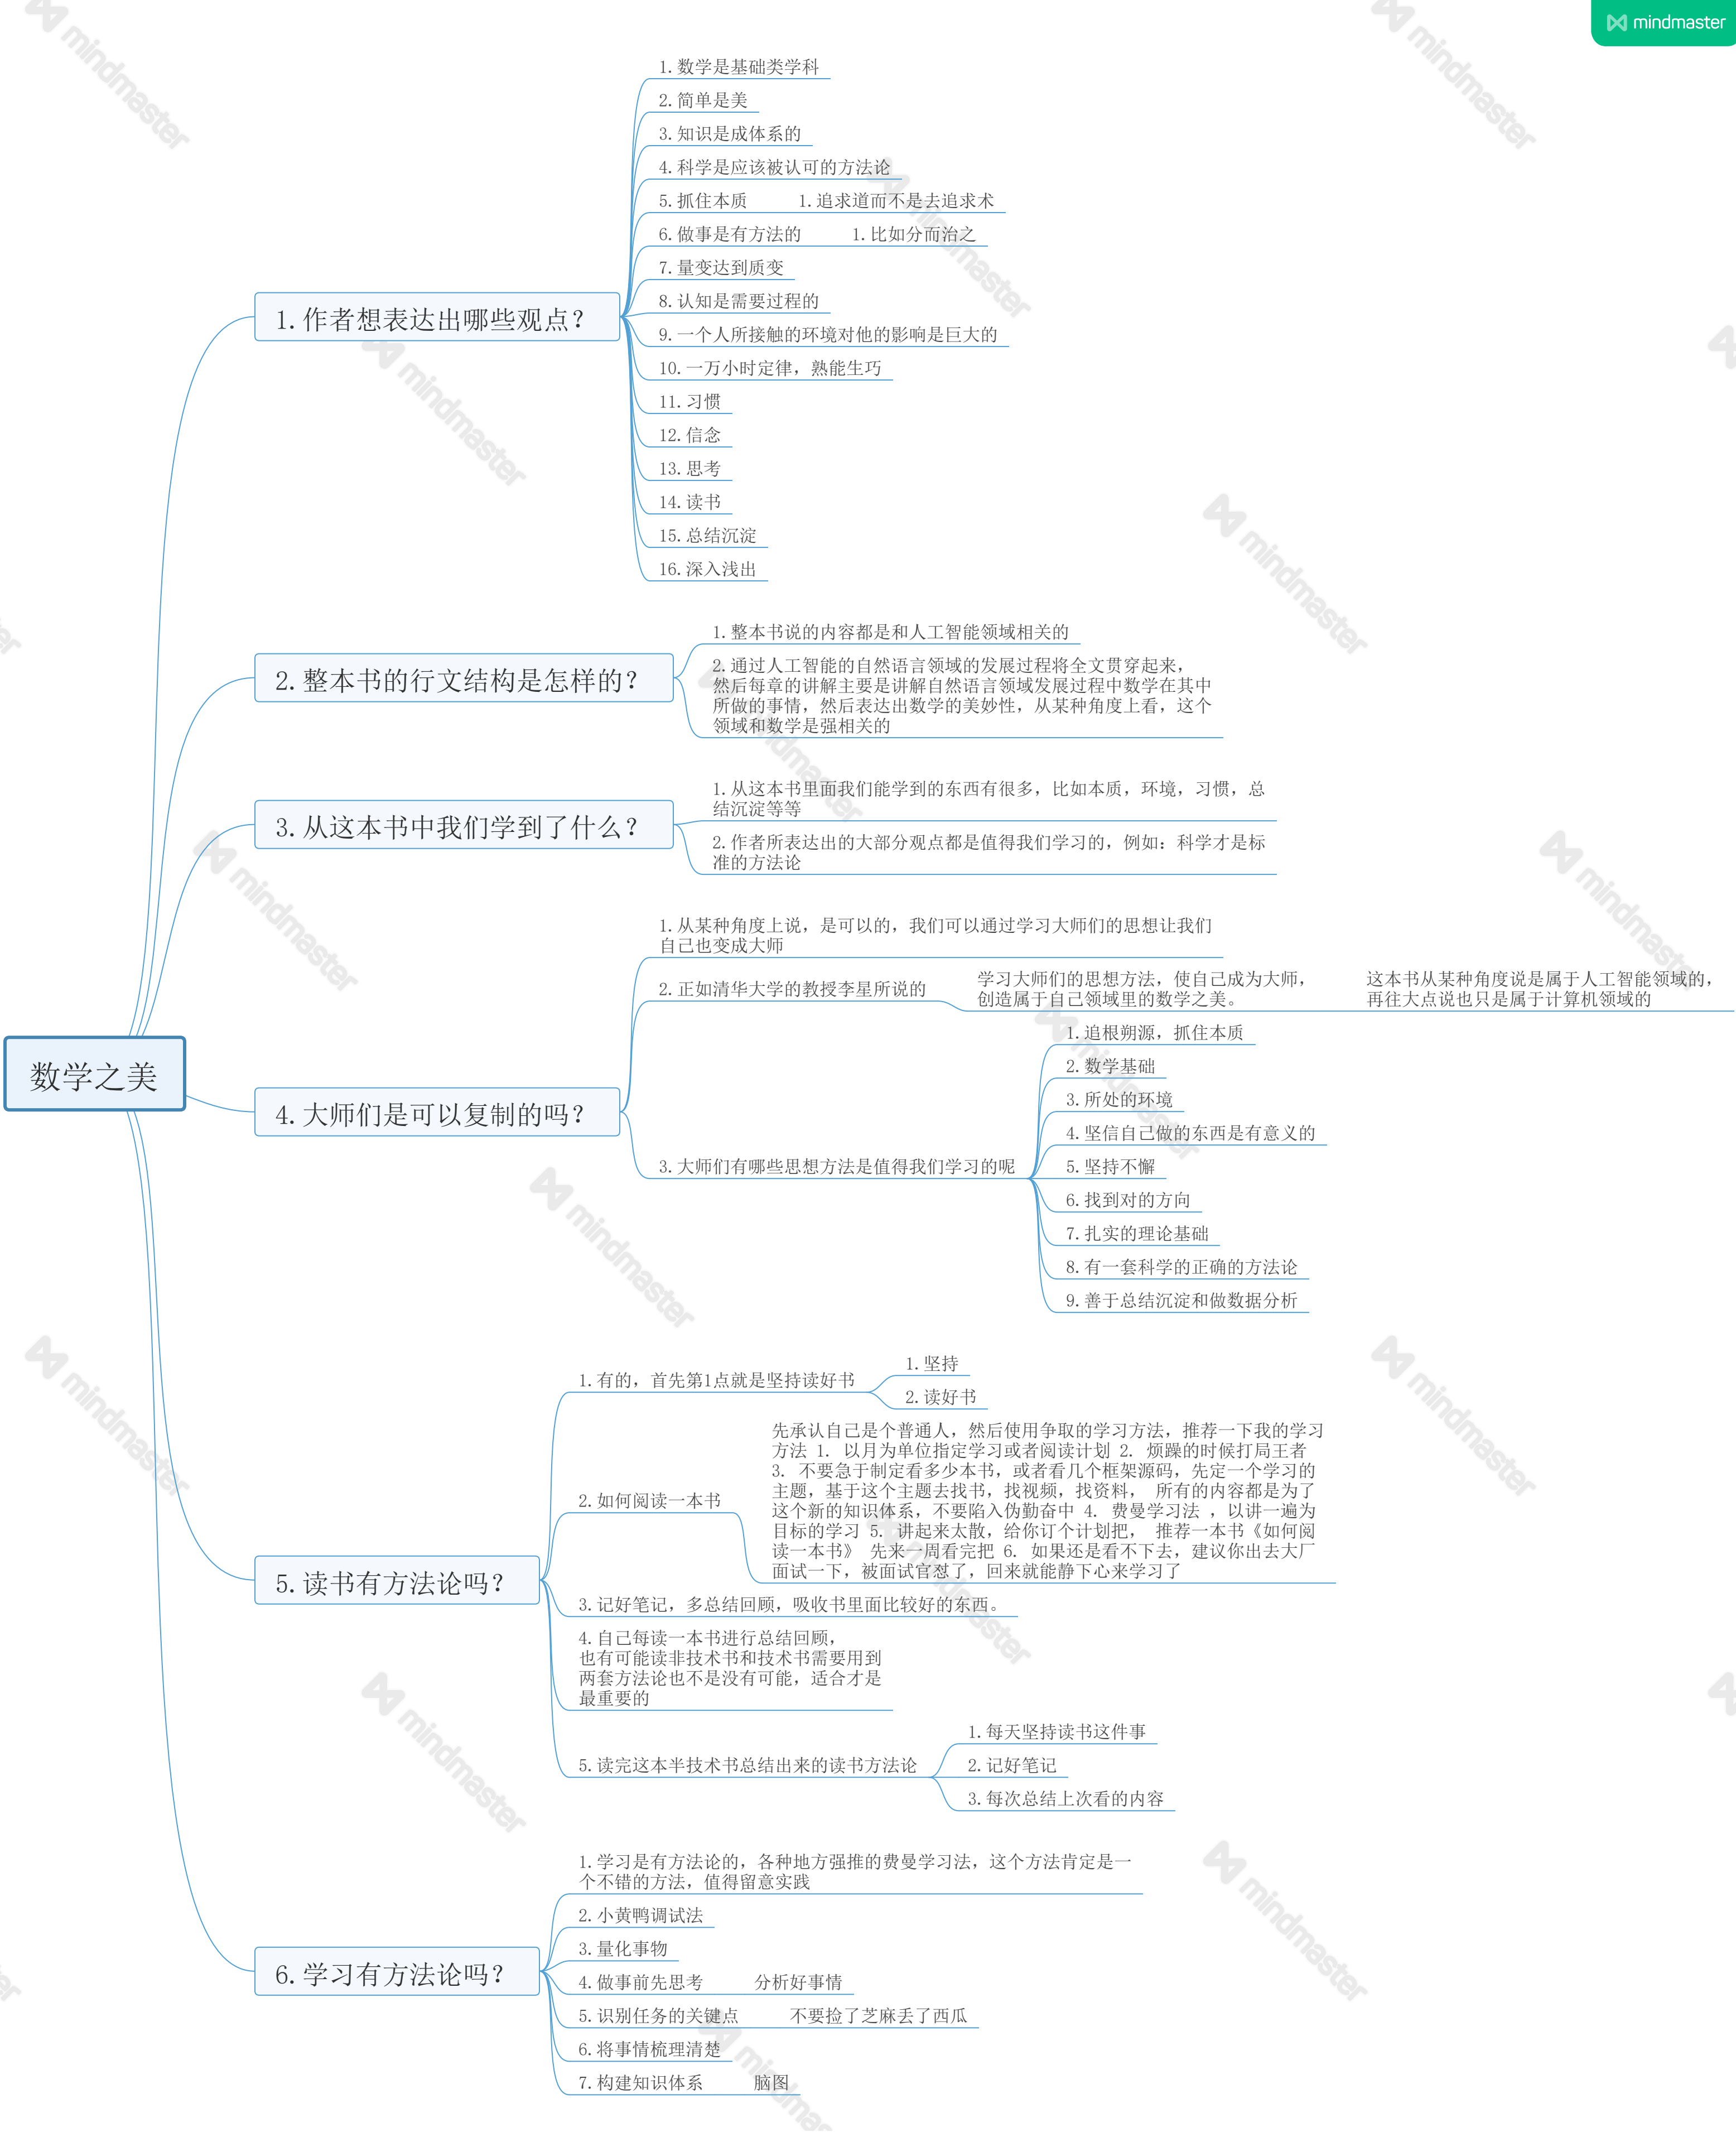 mindmaster
数学之美
1.作者想表达出哪些观点？
1.数学是基础类学科
2.简单是美
3.知识是成体系的
4.科学是应该被认可的方法论
5.抓住本质
1.追求道而不是去追求术
6.做事是有方法的
1.比如分而治之
7.量变达到质变
8.认知是需要过程的
9.一个人所接触的环境对他的影响是巨大的
10.一万小时定律，熟能生巧
11.习惯
12.信念
13.思考
14.读书
15.总结沉淀
16.深入浅出
2.整本书的行文结构是怎样的？
1.整本书说的内容都是和人工智能领域相关的
2.通过人工智能的自然语言领域的发展过程将全文贯穿起来，
然后每章的讲解主要是讲解自然语言领域发展过程中数学在其中
所做的事情，然后表达出数学的美妙性，从某种角度上看，这个
领域和数学是强相关的
3.从这本书中我们学到了什么？
1.从这本书里面我们能学到的东西有很多，比如本质，环境，习惯，总
结沉淀等等
2.作者所表达出的大部分观点都是值得我们学习的，例如：科学才是标
准的方法论
4.大师们是可以复制的吗？
1.从某种角度上说，是可以的，我们可以通过学习大师们的思想让我们
自己也变成大师
2.正如清华大学的教授李星所说的
学习大师们的思想方法，使自己成为大师，
创造属于自己领域里的数学之美。
这本书从某种角度说是属于人工智能领域的，
再往大点说也只是属于计算机领域的
3.大师们有哪些思想方法是值得我们学习的呢
1.追根朔源，抓住本质
2.数学基础
3.所处的环境
4.坚信自己做的东西是有意义的
5.坚持不懈
6.找到对的方向
7.扎实的理论基础
8.有一套科学的正确的方法论
9.善于总结沉淀和做数据分析
5.读书有方法论吗？
1.有的，首先第1点就是坚持读好书
1.坚持
2.读好书
2.如何阅读一本书
先承认自己是个普通人，然后使用争取的学习方法，推荐一下我的学习
方法 1. 以月为单位指定学习或者阅读计划 2. 烦躁的时候打局王者
3. 不要急于制定看多少本书，或者看几个框架源码，先定一个学习的
主题，基于这个主题去找书，找视频，找资料， 所有的内容都是为了
这个新的知识体系，不要陷入伪勤奋中 4. 费曼学习法 ，以讲一遍为
目标的学习 5. 讲起来太散，给你订个计划把， 推荐一本书《如何阅
读一本书》 先来一周看完把 6. 如果还是看不下去，建议你出去大厂
面试一下，被面试官怼了，回来就能静下心来学习了
3.记好笔记，多总结回顾，吸收书里面比较好的东西。
4.自己每读一本书进行总结回顾，
也有可能读非技术书和技术书需要用到
两套方法论也不是没有可能，适合才是
最重要的
5.读完这本半技术书总结出来的读书方法论
1.每天坚持读书这件事
2.记好笔记
3.每次总结上次看的内容
6.学习有方法论吗？
1.学习是有方法论的，各种地方强推的费曼学习法，这个方法肯定是一
个不错的方法，值得留意实践
2.小黄鸭调试法
3.量化事物
4.做事前先思考
分析好事情
5.识别任务的关键点
不要捡了芝麻丢了西瓜
6.将事情梳理清楚
7.构建知识体系
脑图